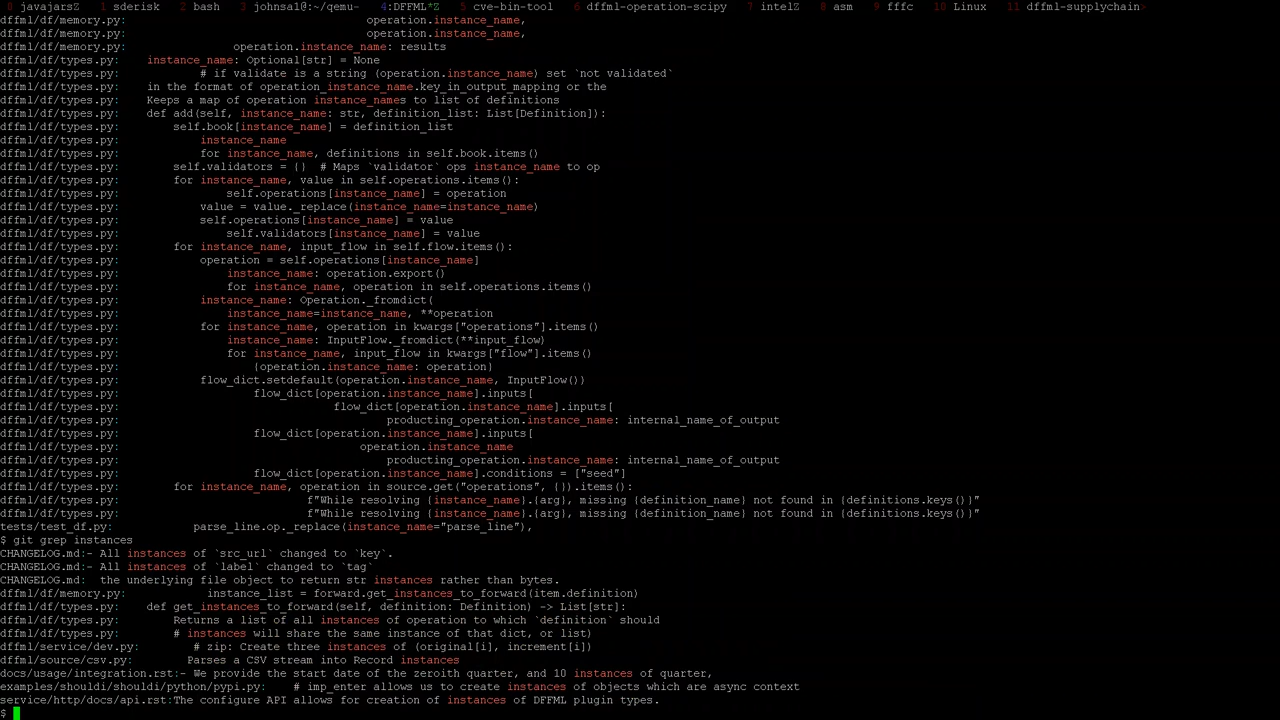 0 javajarsZ  1 sderisk  2 bash  3 johnsa1@:~/qemu-  4:DFFML*Z  5 cve-bin-tool  6 dffml-operation-scipy  7 intelZ  8 asm  9 fffc  10 Linux  11 dffml-supplychain>
dffml/df/memory.py:                                     operation.instance_name,
dffml/df/memory.py:                                     operation.instance_name,
dffml/df/memory.py:                operation.instance_name: results
dffml/df/types.py:    instance_name: Optional[str] = None
dffml/df/types.py:            # if validate is a string (operation.instance_name) set `not validated`
dffml/df/types.py:    in the format of operation_instance_name.key_in_output_mapping or the
dffml/df/types.py:    Keeps a map of operation instance_names to list of definitions
dffml/df/types.py:    def add(self, instance_name: str, definition_list: List[Definition]):
dffml/df/types.py:        self.book[instance_name] = definition_list
dffml/df/types.py:            instance_name
dffml/df/types.py:            for instance_name, definitions in self.book.items()
dffml/df/types.py:        self.validators = {}  # Maps `validator` ops instance_name to op
dffml/df/types.py:        for instance_name, value in self.operations.items():
dffml/df/types.py:                self.operations[instance_name] = operation
dffml/df/types.py:            value = value._replace(instance_name=instance_name)
dffml/df/types.py:            self.operations[instance_name] = value
dffml/df/types.py:                self.validators[instance_name] = value
dffml/df/types.py:        for instance_name, input_flow in self.flow.items():
dffml/df/types.py:            operation = self.operations[instance_name]
dffml/df/types.py:                instance_name: operation.export()
dffml/df/types.py:                for instance_name, operation in self.operations.items()
dffml/df/types.py:            instance_name: Operation._fromdict(
dffml/df/types.py:                instance_name=instance_name, **operation
dffml/df/types.py:            for instance_name, operation in kwargs["operations"].items()
dffml/df/types.py:            instance_name: InputFlow._fromdict(**input_flow)
dffml/df/types.py:                for instance_name, input_flow in kwargs["flow"].items()
dffml/df/types.py:                    {operation.instance_name: operation}
dffml/df/types.py:            flow_dict.setdefault(operation.instance_name, InputFlow())
dffml/df/types.py:                    flow_dict[operation.instance_name].inputs[
dffml/df/types.py:                                flow_dict[operation.instance_name].inputs[
dffml/df/types.py:                                        producting_operation.instance_name: internal_name_of_output
dffml/df/types.py:                    flow_dict[operation.instance_name].inputs[
dffml/df/types.py:                                    operation.instance_name
dffml/df/types.py:                                        producting_operation.instance_name: internal_name_of_output
dffml/df/types.py:                    flow_dict[operation.instance_name].conditions = ["seed"]
dffml/df/types.py:        for instance_name, operation in source.get("operations", {}).items():
dffml/df/types.py:                            f"While resolving {instance_name}.{arg}, missing {definition_name} not found in {definitions.keys()}"
dffml/df/types.py:                            f"While resolving {instance_name}.{arg}, missing {definition_name} not found in {definitions.keys()}"
tests/test_df.py:            parse_line.op._replace(instance_name="parse_line"),
$ git grep instances
CHANGELOG.md:- All instances of `src_url` changed to `key`.
CHANGELOG.md:- All instances of `label` changed to `tag`
CHANGELOG.md:  the underlying file object to return str instances rather than bytes.
dffml/df/memory.py:            instance_list = forward.get_instances_to_forward(item.definition)
dffml/df/types.py:    def get_instances_to_forward(self, definition: Definition) -> List[str]:
dffml/df/types.py:        Returns a list of all instances of operation to which `definition` should
dffml/df/types.py:        # instances will share the same instance of that dict, or list)
dffml/service/dev.py:        # zip: Create three instances of (original[i], increment[i])
dffml/source/csv.py:        Parses a CSV stream into Record instances
docs/usage/integration.rst:- We provide the start date of the zeroith quarter, and 10 instances of quarter,
examples/shouldi/shouldi/python/pypi.py:    # imp_enter allows us to create instances of objects which are async context
service/http/docs/api.rst:The configure API allows for creation of instances of DFFML plugin types.
$